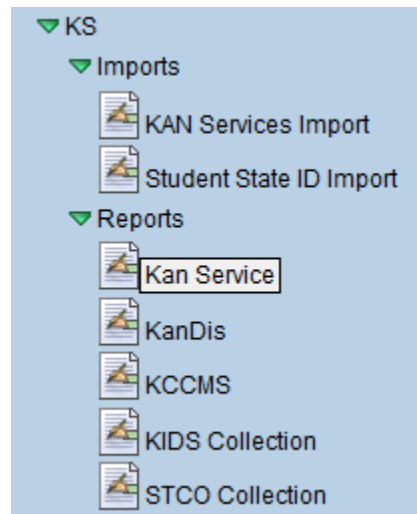 KS
Imports
KAN Services Import
Student State ID Import
Reports
Kan Service
KanDis
KCCMS
KIDS Collection
STCO Collection